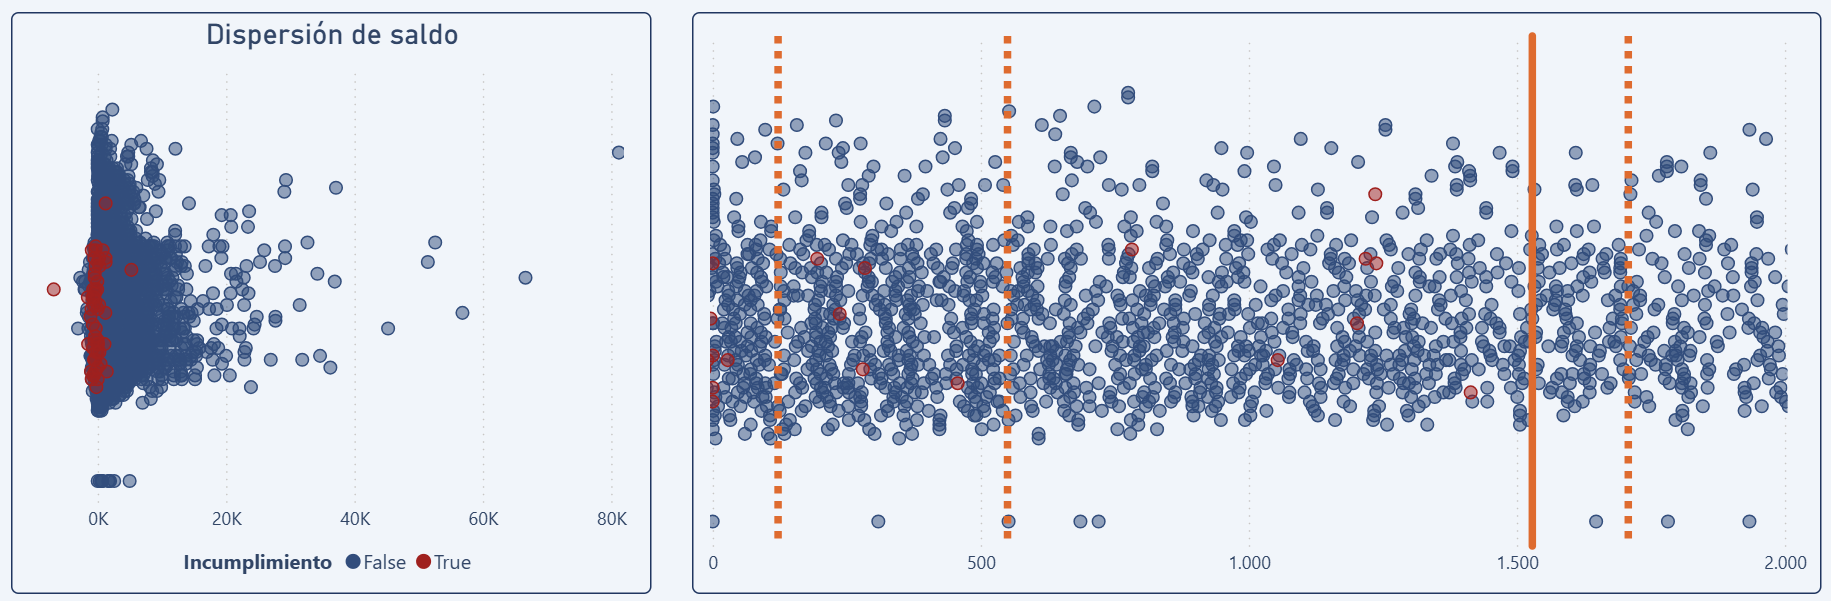 Dispersión de saldo
0K 20K 40K 60K 80K
Incumplimiento False True
0 500 1.000 1.500 2.000